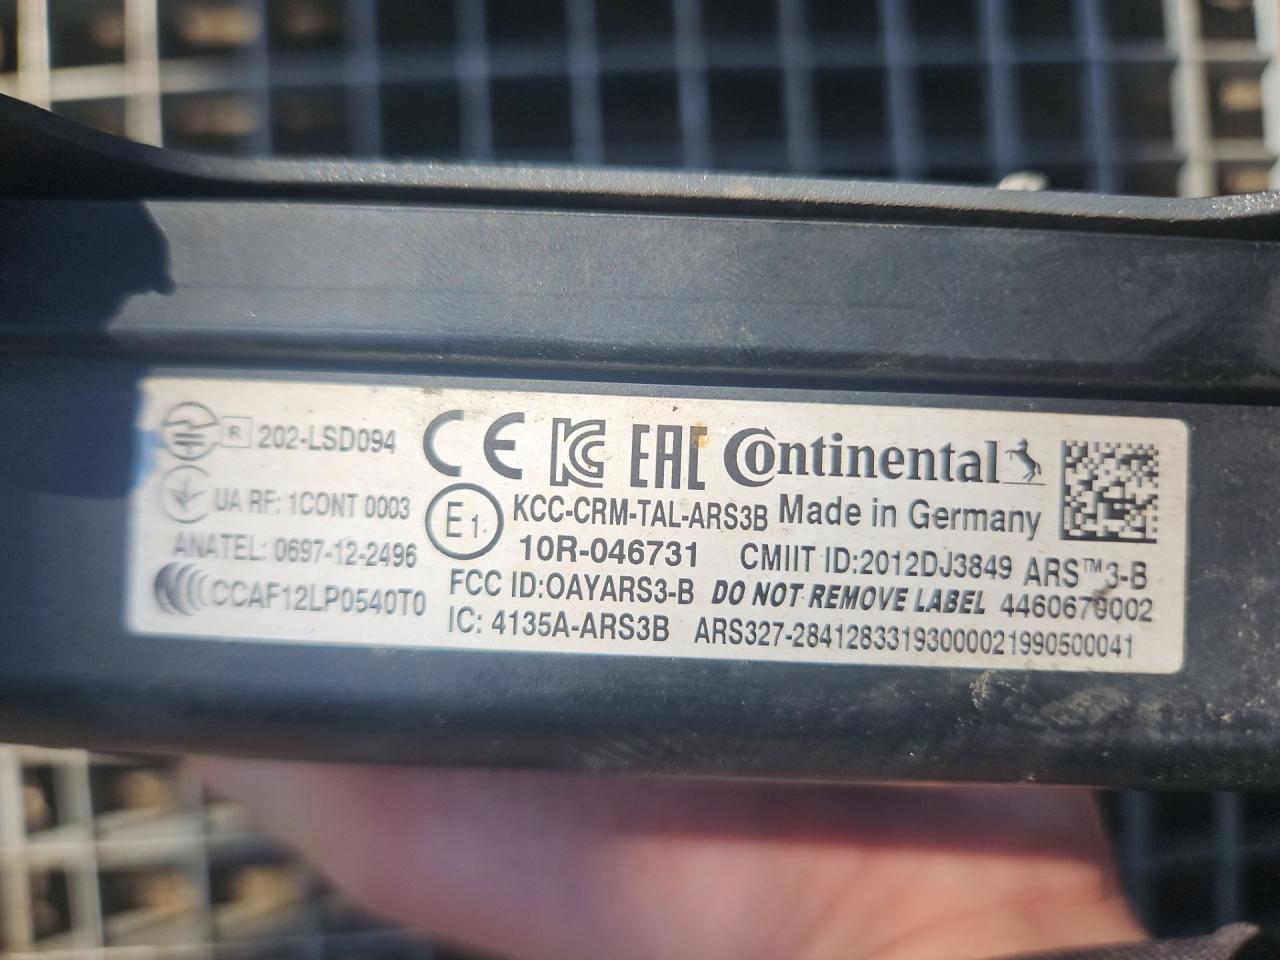 R 202-LSD094
CE KC EAC Continental
UA RF: 1CONT 0003
E1
KCC-CRM-TAL-ARS3B Made in Germany
ANATEL: 0697-12-2496
10R-046731 CMIIT ID:2012DJ3849 ARS™3-B
CCAF12LP0540T0
FCC ID:OAYARS3-B DO NOT REMOVE LABEL 4460679002
IC: 4135A-ARS3B ARS327-28412833193000021990500041